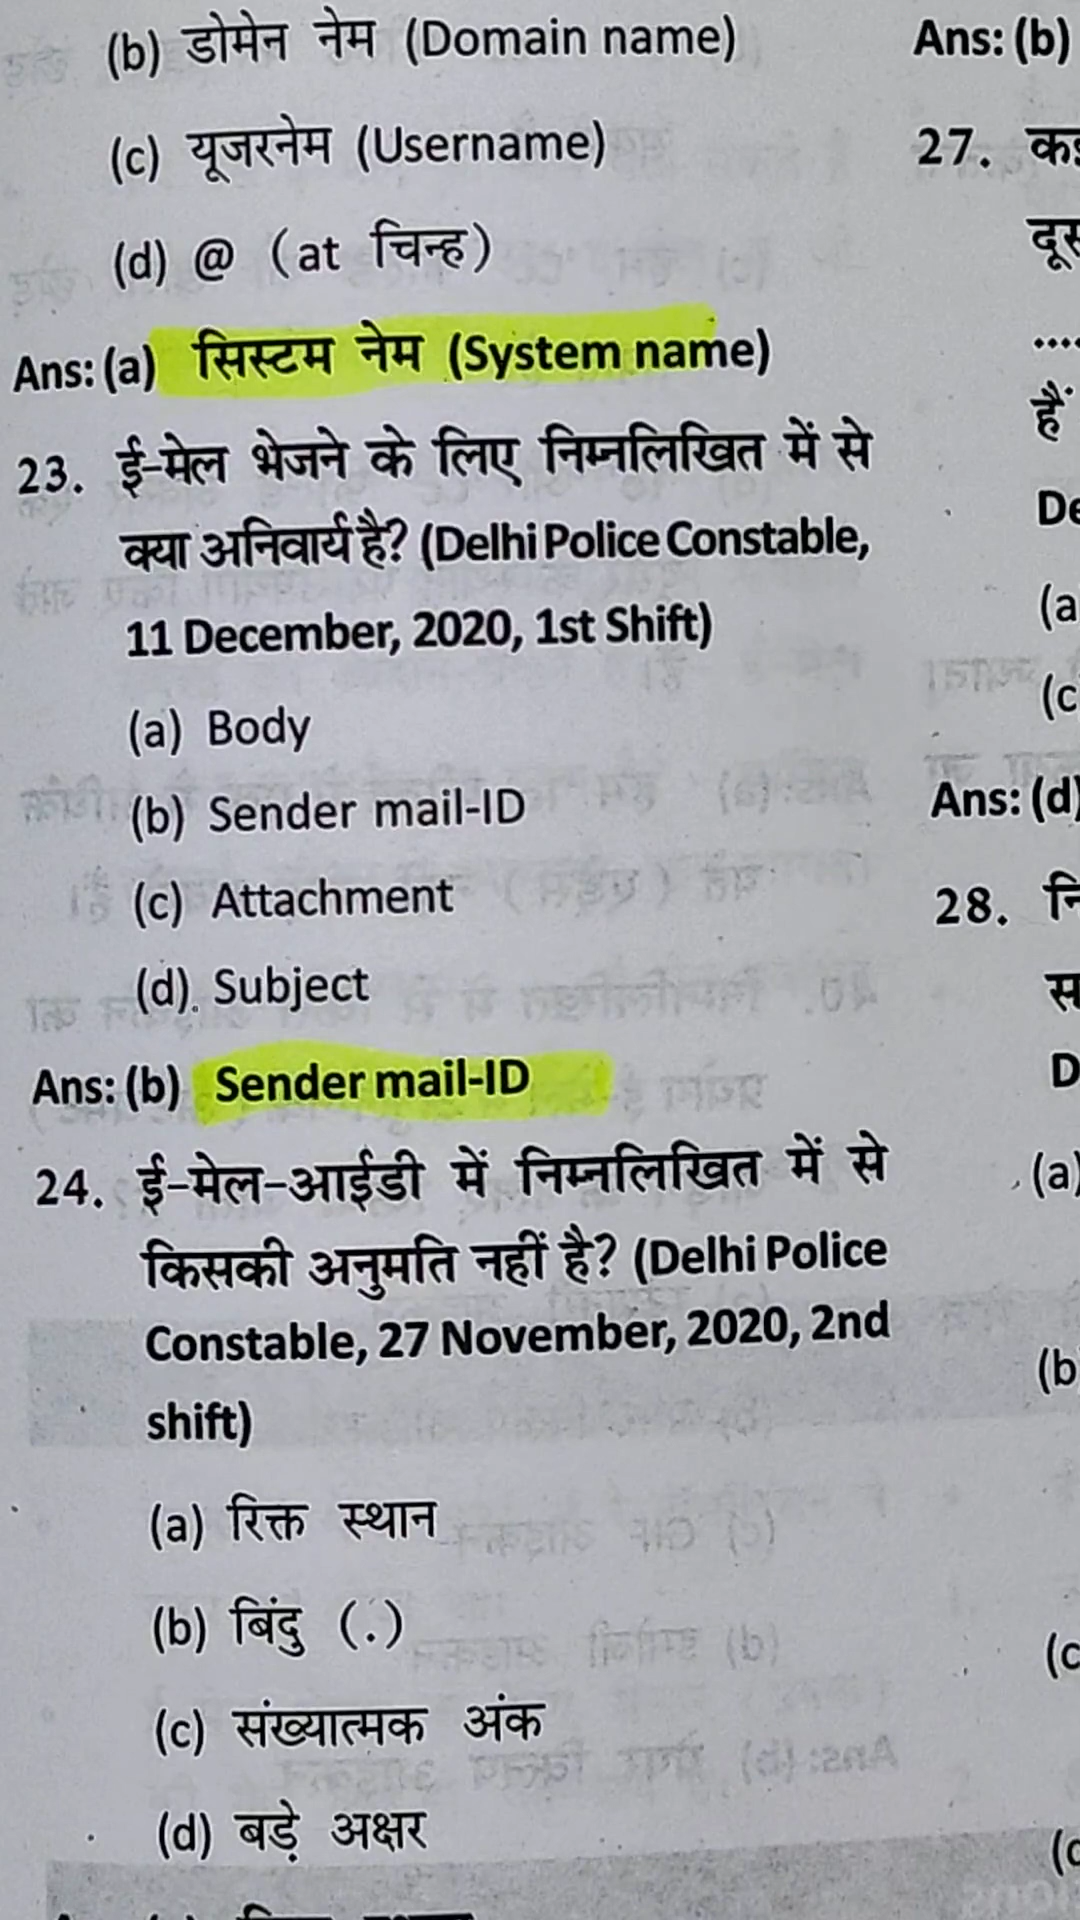 (b) डोमेन नेम (Domain name)
(c) यूजरनेम (Username)
(d) @ (at चिन्ह)
Ans: (a) सिस्टम नेम (System name)
23. ई-मेल भेजने के लिए निम्नलिखित में से
क्या अनिवार्य है? (Delhi Police Constable,
11 December, 2020, 1st Shift)
(a) Body
(b) Sender mail-ID
(c) Attachment
(d). Subject
Ans: (b) Sender mail-ID
24. ई-मेल-आईडी में निम्नलिखित में से
किसकी अनुमति नहीं है? (Delhi Police
Constable, 27 November, 2020, 2nd
shift)
(a) रिक्त स्थान
(b) बिंदु (.)
(c) संख्यात्मक अंक
(d) बड़े अक्षर
Ans: (b)
27.
....
हैं
(a
(c
Ans: (d)
28.
(a)
(b
(c